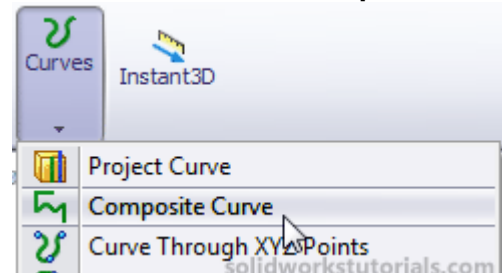 Curves
Instant3D
Project Curve
Composite Curve
Curve Through XYZ Points
solidworkstutorials.com